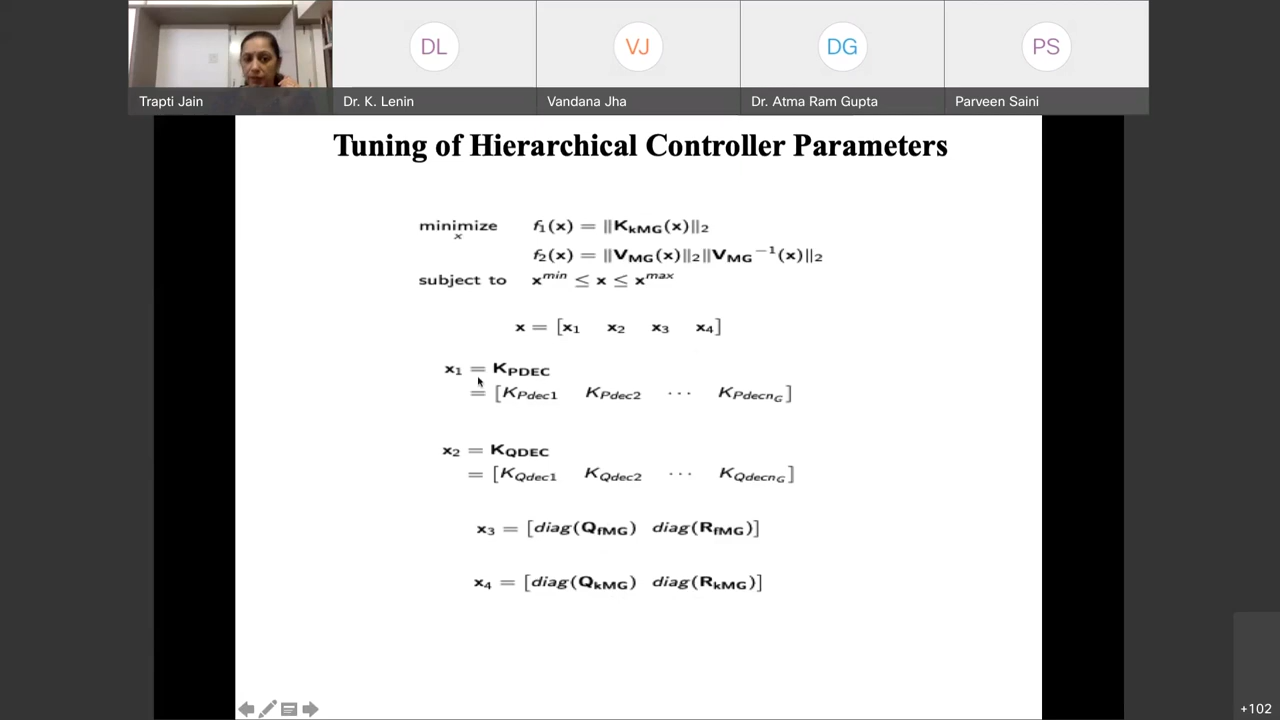 DL
VJ
DG
PS
Trapti Jain
Dr. K. Lenin
Vandana Jha
Dr. Atma Ram Gupta
Parveen Saini
Tuning of Hierarchical Controller Parameters
minimize f₁(x) = ||K_kMG(x)||₂
x
f₂(x) = ||V_MG(x)||₂||V_MG⁻¹(x)||₂
subject to x^min ≤ x ≤ x^max
x = [x₁ x₂ x₃ x₄]
x₁ = K_PDEC
= [K_Pdec1 K_Pdec2 ··· K_Pdecn_G]
x₂ = K_QDEC
= [K_Qdec1 K_Qdec2 ··· K_Qdecn_G]
x₃ = [diag(Q_fMG) diag(R_fMG)]
x₄ = [diag(Q_kMG) diag(R_kMG)]
+102